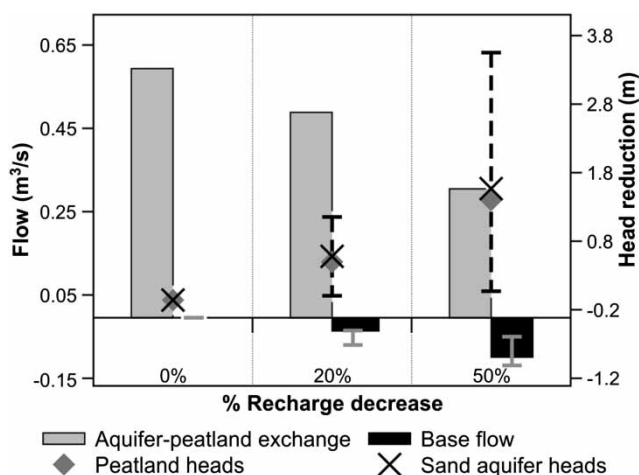 0.65
0.45
0.25
0.05
-0.15
Flow (m³/s)
3.8
2.8
1.8
0.8
-0.2
-1.2
Head reduction (m)
0% 20% 50%
% Recharge decrease
Aquifer-peatland exchange Base flow
Peatland heads Sand aquifer heads